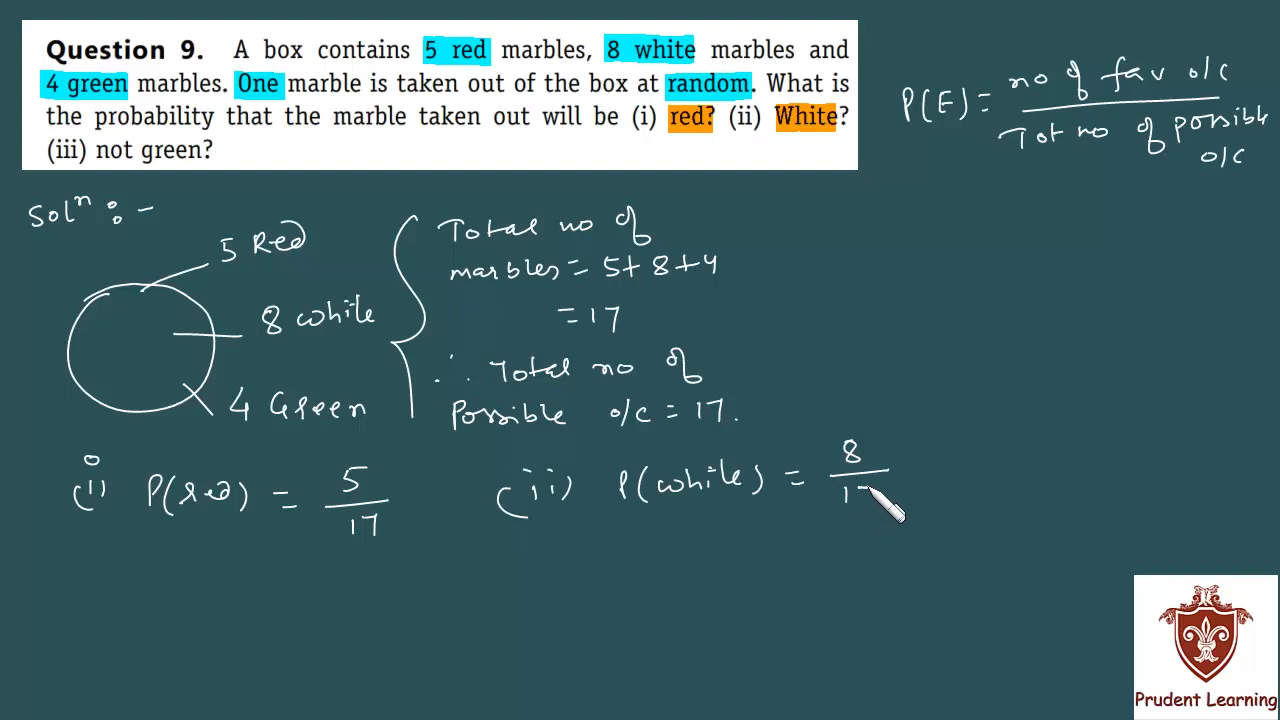 Question 9. A box contains 5 red marbles, 8 white marbles and
4 green marbles. One marble is taken out of the box at random. What is
the probability that the marble taken out will be (i) red? (ii) White?
(iii) not green?
P(E) = no of fav o/c
Tot no of possible
o/c
Solⁿ :-
5 Red
8 white
4 Green
Total no of
marbles = 5+8+4
= 17
∴ Total no of
Possible o/c = 17.
(i) P(red) = 5/17
(ii) P(white) = 8/17
Prudent Learning